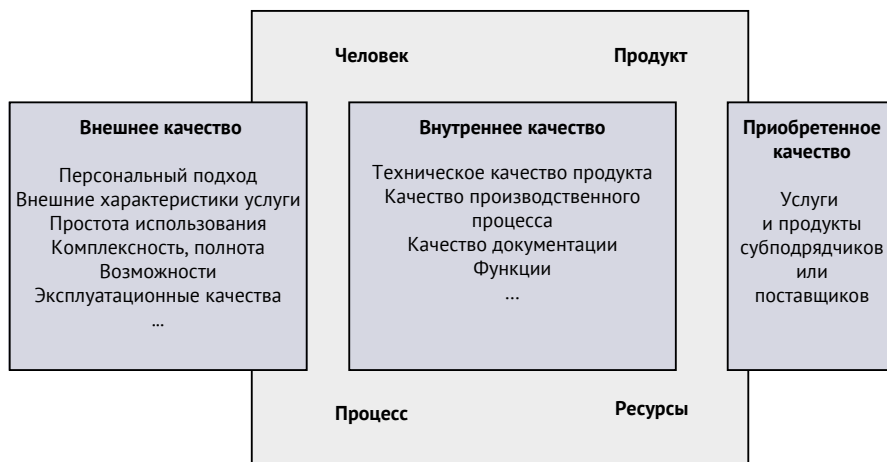 Человек
Продукт
Внешнее качество
Персональный подход
Внешние характеристики услуги
Простота использования
Комплексность, полнота
Возможности
Эксплуатационные качества
...
Внутреннее качество
Техническое качество продукта
Качество производственного
процесса
Качество документации
Функции
...
Приобретенное
качество
Услуги
и продукты
субподрядчиков
или
поставщиков
Процесс
Ресурсы